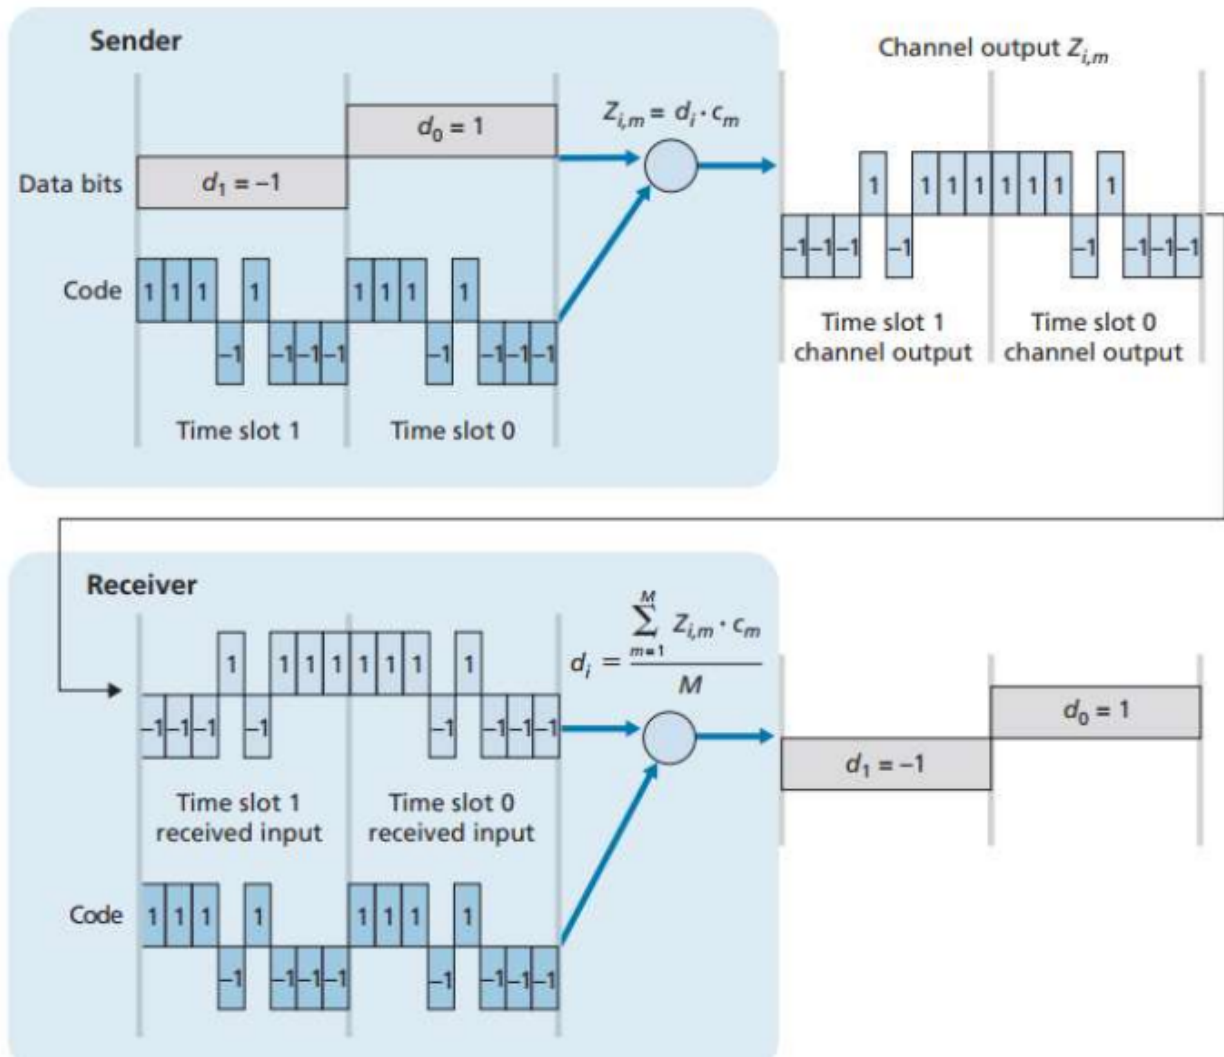 Sender
Channel output Z_{i,m}
d_0 = 1
Z_{i,m} = d_i · c_m
Data bits
d_1 = –1
1 1 1 1 1 1 1 1
–1 –1 –1 –1 –1 –1 –1 –1
Code
1 1 1 1 1 1 1 1
–1 –1 –1 –1 –1 –1 –1 –1
Time slot 1 channel output
Time slot 0 channel output
Time slot 1
Time slot 0
Receiver
1 1 1 1 1 1 1 1
–1 –1 –1 –1 –1 –1 –1 –1
d_i = \frac{\sum_{m=1}^{M} Z_{i,m} · c_m}{M}
d_0 = 1
d_1 = –1
Time slot 1 received input
Time slot 0 received input
Code
1 1 1 1 1 1 1 1
–1 –1 –1 –1 –1 –1 –1 –1